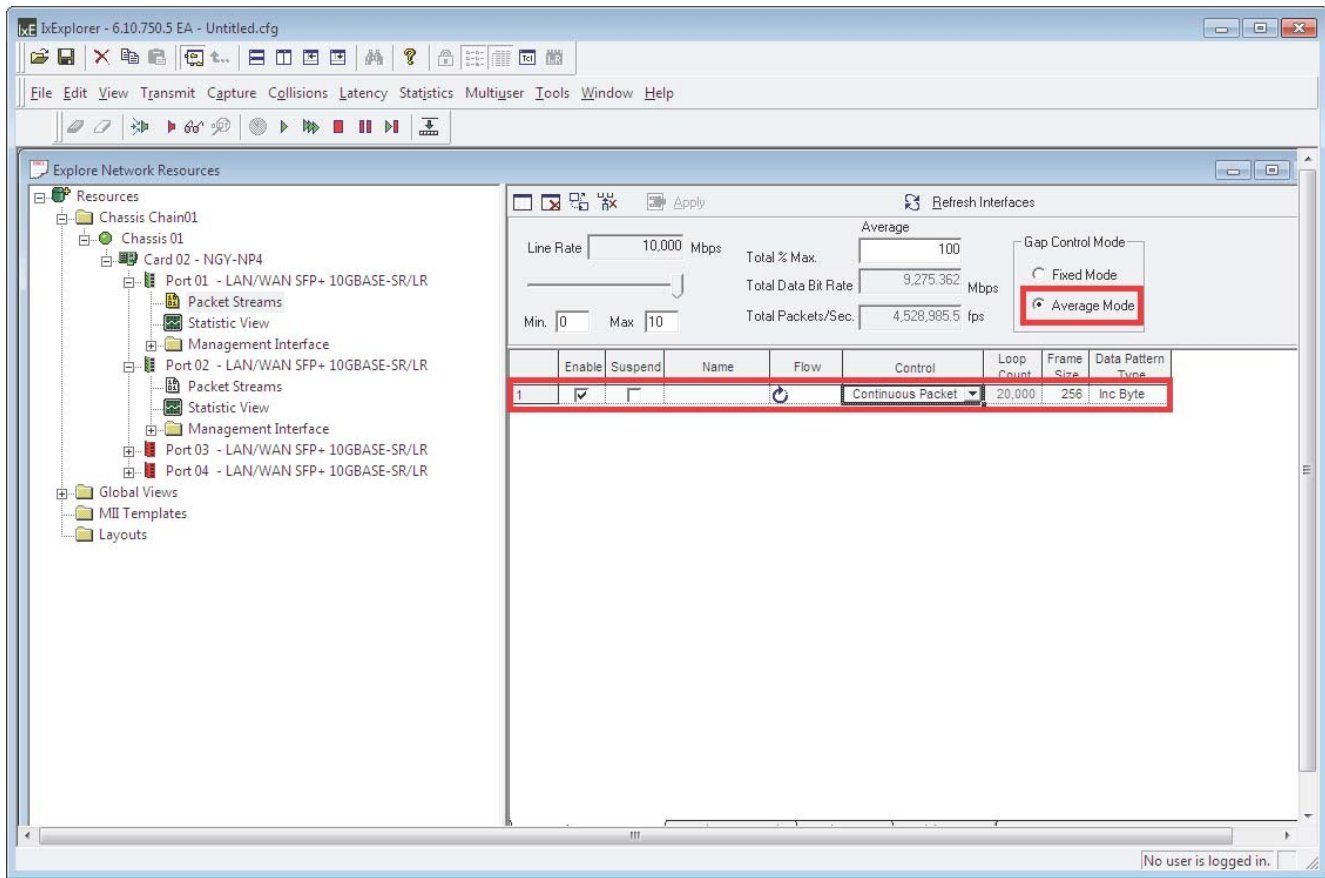 IxExplorer - 6.10.750.5 EA - Untitled.cfg
File Edit View Transmit Capture Collisions Latency Statistics Multiuser Tools Window Help
Explore Network Resources
Resources
Chassis Chain01
Chassis 01
Card 02 - NGY-NP4
Port 01 - LAN/WAN SFP+ 10GBASE-SR/LR
Packet Streams
Statistic View
Management Interface
Port 02 - LAN/WAN SFP+ 10GBASE-SR/LR
Packet Streams
Statistic View
Management Interface
Port 03 - LAN/WAN SFP+ 10GBASE-SR/LR
Port 04 - LAN/WAN SFP+ 10GBASE-SR/LR
Global Views
MII Templates
Layouts
Apply Refresh Interfaces
Line Rate 10,000 Mbps
Min. 0 Max 10
Average
Total % Max. 100
Total Data Bit Rate 9,275.362 Mbps
Total Packets/Sec. 4,528,985.5 fps
Gap Control Mode
Fixed Mode
Average Mode
Enable Suspend Name Flow Control Loop Count Frame Size Data Pattern Type
1 Continuous Packet 20,000 256 Inc Byte
No user is logged in.